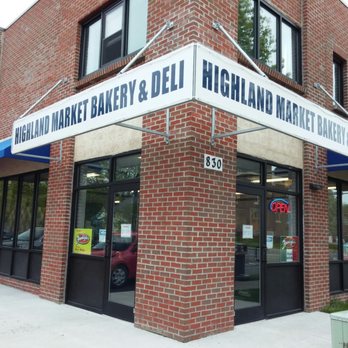 HIGHLAND MARKET BAKERY & DELI
HIGHLAND MARKET BAKERY &
830
OPEN